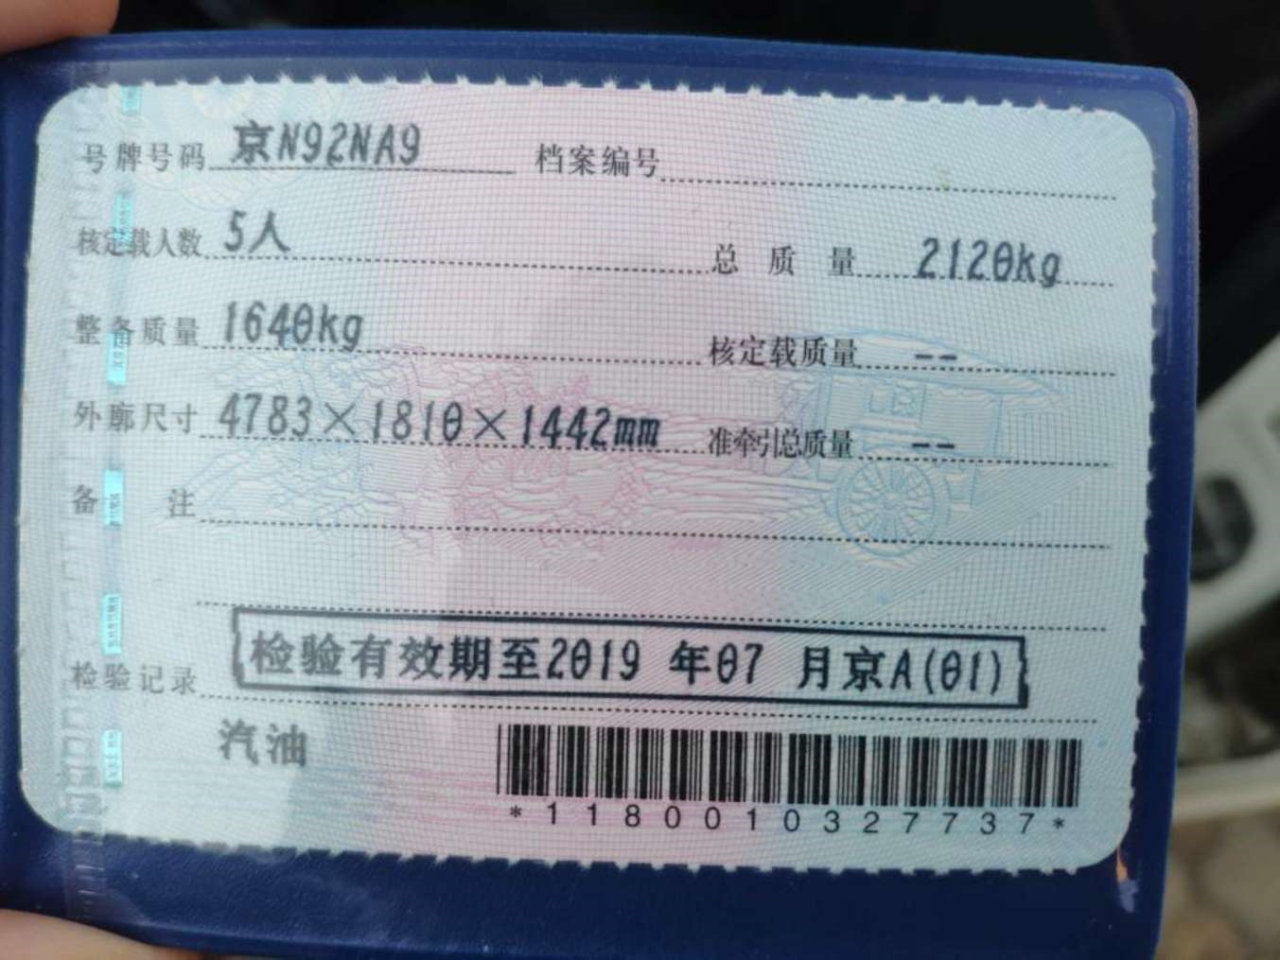 号牌号码 京N92NA9 档案编号
核定载人数 5人 总质量 2120kg
整备质量 1640kg 核定载质量 --
外廓尺寸 4783×1810×1442mm 准牵引总质量 --
备注
检验记录 检验有效期至2019 年07 月京A(01)
汽油
*1180010327737*